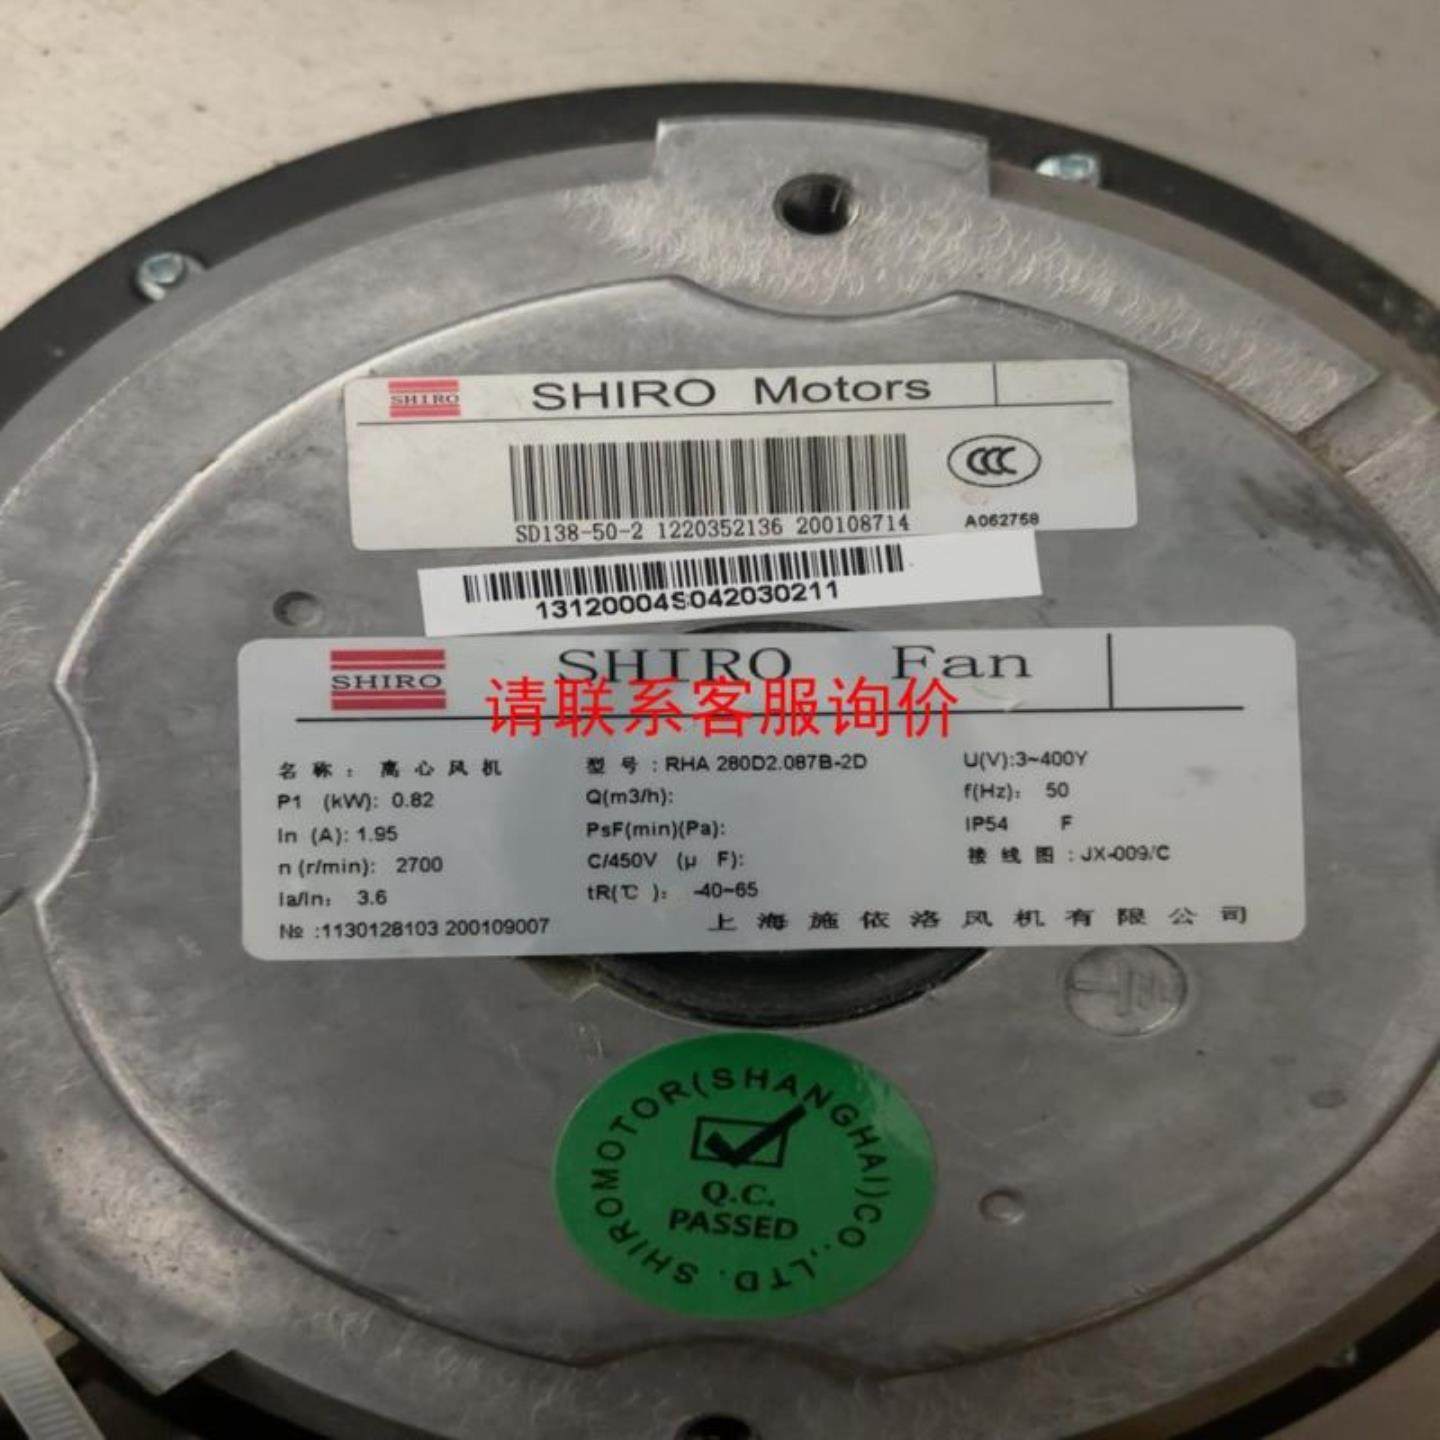 SHIRO SHIRO Motors
CCC
SD138-50-2 1220352136 200108714
A062758
13120004S042030211
SHIRO SHIRO Fan
请联系客服询价
名称：离心风机 型号：RHA 280D2.087B-2D U(V):3~400Y
P1 (kW): 0.82 Q(m3/h): f(Hz): 50
In (A): 1.95 PsF(min)(Pa): IP54 F
n (r/min): 2700 C/450V (μ F): 接线图：JX-009/C
Ia/In: 3.6 tR(℃ ): -40~65
№ :1130128103 200109007 上海施依洛风机有限公司
SHIROMOTOR(SHANGHAI)CO.,LTD.
Q.C.
PASSED